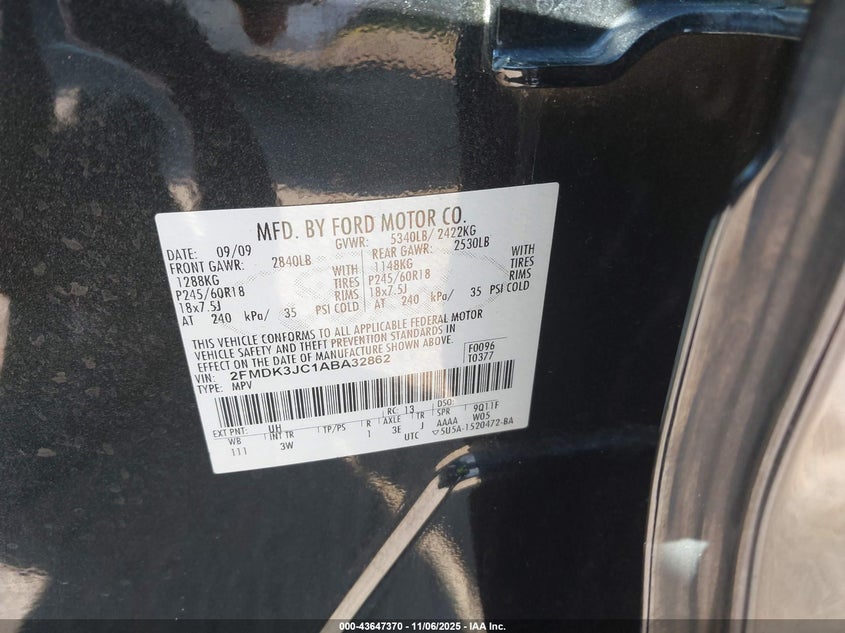 MFD. BY FORD MOTOR CO.
DATE: 09/09 GVWR: 5340LB/ 2422KG
FRONT GAWR: 2840LB REAR GAWR: 2530LB
1288KG WITH 1148KG WITH
P245/60R18 TIRES P245/60R18 TIRES
18x7.5J RIMS 18x7.5J RIMS
AT 240 kPa/ 35 PSI COLD AT 240 kPa/ 35 PSI COLD
THIS VEHICLE CONFORMS TO ALL APPLICABLE FEDERAL MOTOR
VEHICLE SAFETY AND THEFT PREVENTION STANDARDS IN
EFFECT ON THE DATE OF MANUFACTURE SHOWN ABOVE.
VIN: 2FMDK3JC1ABA32862 F0096
TYPE: MPV T0377
EXT PNT: UH RC: 13 DSO: 9Q11F
WB INT TR TP/PS R AXLE TR SPR W05
111 3W 1 3E J AAAA
UTC ▽5U5A-1520472-BA
000-43647370 - 11/06/2025 - IAA Inc.